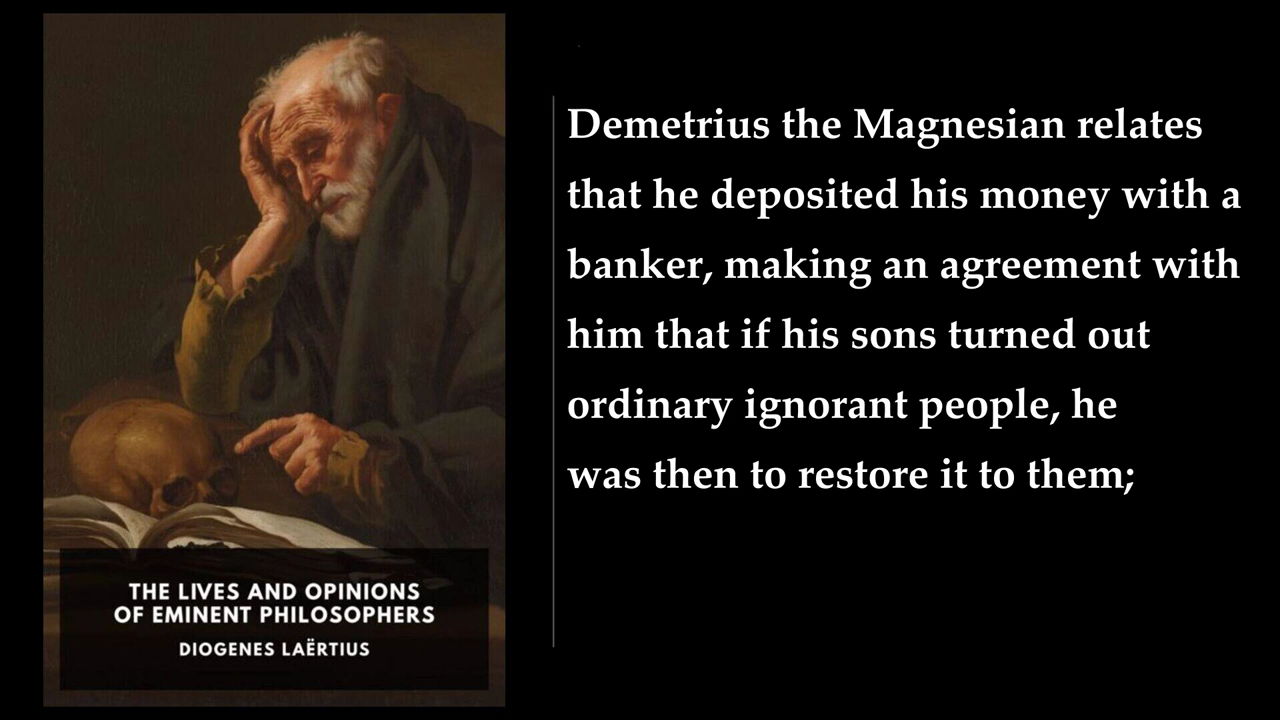 THE LIVES AND OPINIONS
OF EMINENT PHILOSOPHERS
DIOGENES LAËRTIUS
Demetrius the Magnesian relates
that he deposited his money with a
banker, making an agreement with
him that if his sons turned out
ordinary ignorant people, he
was then to restore it to them;